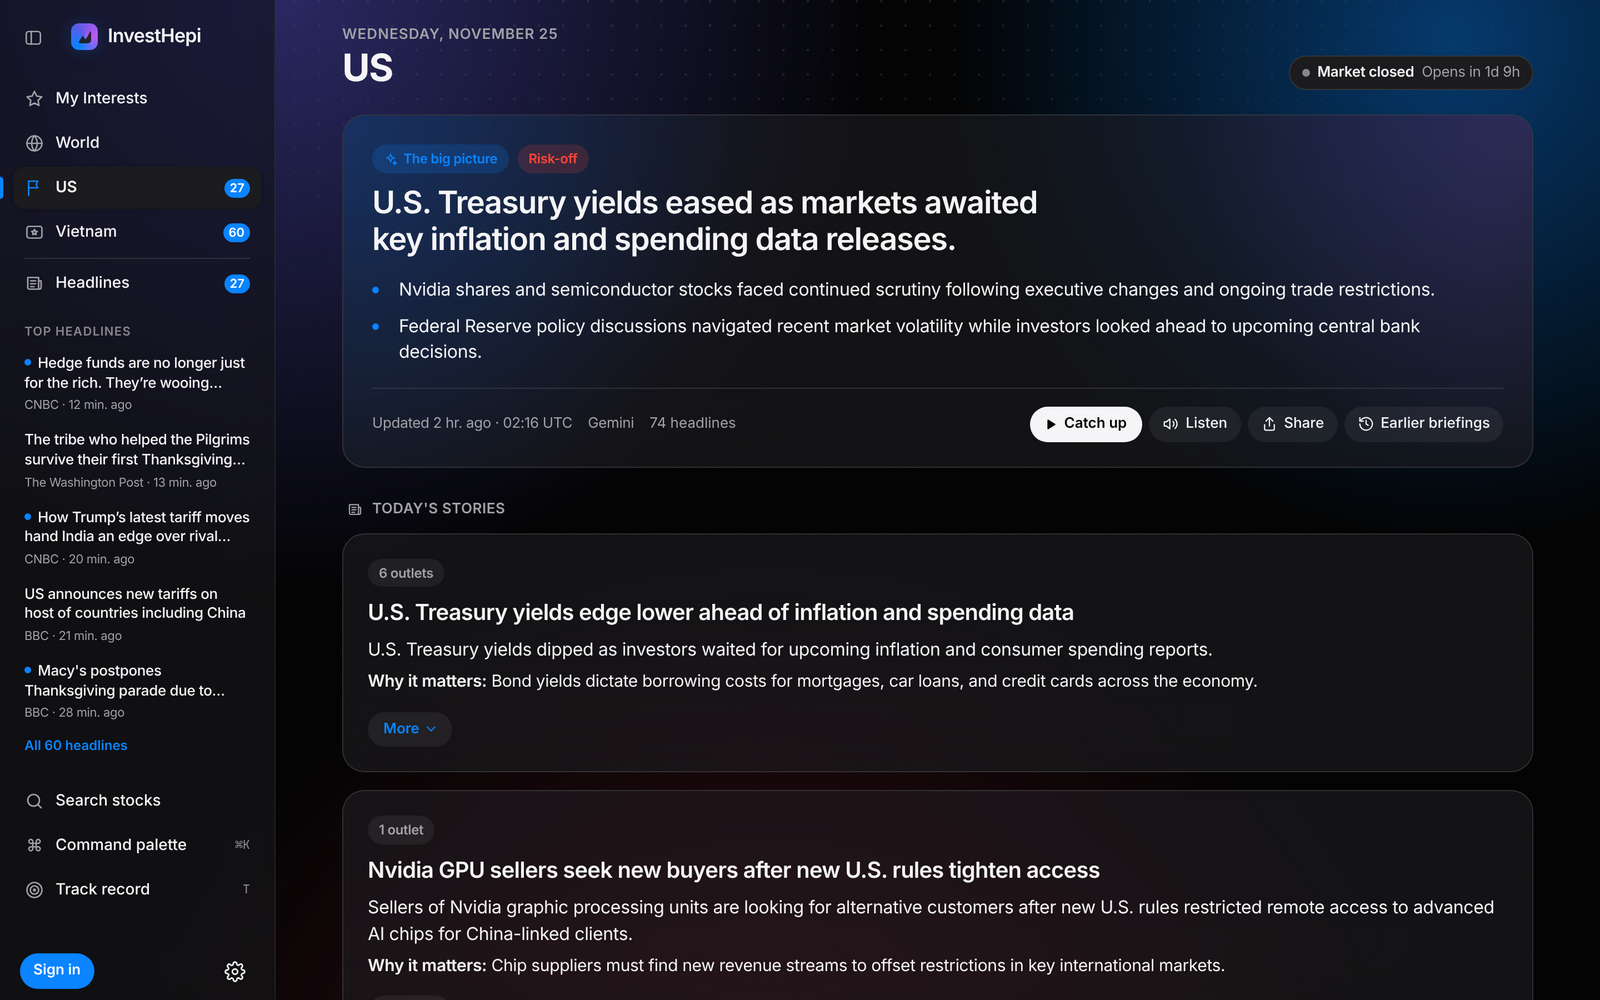 InvestHepi
My Interests
World
US 27
Vietnam 60
Headlines 27
TOP HEADLINES
Hedge funds are no longer just
for the rich. They're wooing...
CNBC · 12 min. ago
The tribe who helped the Pilgrims
survive their first Thanksgiving...
The Washington Post · 13 min. ago
How Trump's latest tariff moves
hand India an edge over rival...
CNBC · 20 min. ago
US announces new tariffs on
host of countries including China
BBC · 21 min. ago
Macy's postpones
Thanksgiving parade due to...
BBC · 28 min. ago
All 60 headlines
Search stocks
Command palette ⌘K
Track record T
Sign in
WEDNESDAY, NOVEMBER 25
US
Market closed Opens in 1d 9h
The big picture Risk-off
U.S. Treasury yields eased as markets awaited
key inflation and spending data releases.
Nvidia shares and semiconductor stocks faced continued scrutiny following executive changes and ongoing trade restrictions.
Federal Reserve policy discussions navigated recent market volatility while investors looked ahead to upcoming central bank
decisions.
Updated 2 hr. ago · 02:16 UTC Gemini 74 headlines
Catch up Listen Share Earlier briefings
TODAY'S STORIES
6 outlets
U.S. Treasury yields edge lower ahead of inflation and spending data
U.S. Treasury yields dipped as investors waited for upcoming inflation and consumer spending reports.
Why it matters: Bond yields dictate borrowing costs for mortgages, car loans, and credit cards across the economy.
More
1 outlet
Nvidia GPU sellers seek new buyers after new U.S. rules tighten access
Sellers of Nvidia graphic processing units are looking for alternative customers after new U.S. rules restricted remote access to advanced
AI chips for China-linked clients.
Why it matters: Chip suppliers must find new revenue streams to offset restrictions in key international markets.